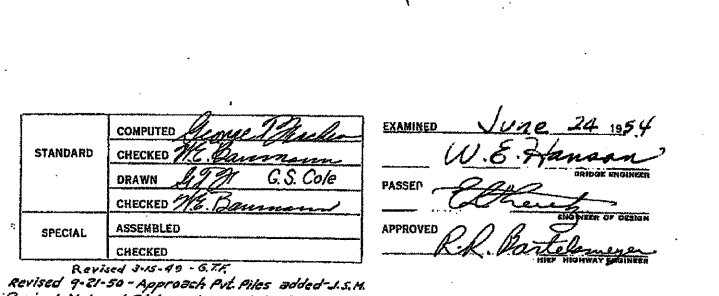 STANDARD
COMPUTED George
CHECKED W.E. Baumann
DRAWN G.S. Cole
CHECKED W.E. Baumann
SPECIAL
ASSEMBLED
CHECKED
Revised 3-15-49 - G.T.F.
Revised 9-21-50 - Approach Pvt. Piles added - J.S.M.
EXAMINED June 24 1954
W.E. Hanson
BRIDGE ENGINEER
PASSED
ENGINEER OF DESIGN
APPROVED
R.R. Bartelsmeyer
CHIEF HIGHWAY ENGINEER